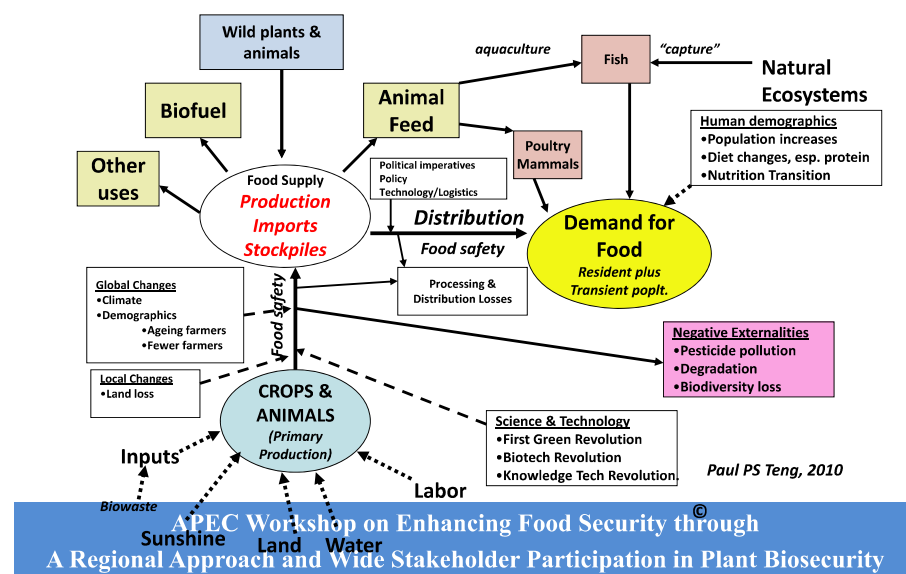 Wild plants &
animals
aquaculture
Fish
“capture”
Natural
Ecosystems
Biofuel
Animal
Feed
Human demographics
•Population increases
•Diet changes, esp. protein
•Nutrition Transition
Other
uses
Poultry
Mammals
Political imperatives
Policy
Technology/Logistics
Food Supply
Production
Imports
Stockpiles
Distribution
Food safety
Demand for
Food
Resident plus
Transient poplt.
Global Changes
•Climate
•Demographics
•Ageing farmers
•Fewer farmers
Food safety
Processing &
Distribution Losses
Negative Externalities
•Pesticide pollution
•Degradation
•Biodiversity loss
Local Changes
•Land loss
CROPS &
ANIMALS
(Primary
Production)
Science & Technology
•First Green Revolution
•Biotech Revolution
•Knowledge Tech Revolution.
Inputs
Biowaste
Sunshine
Land
Water
Labor
Paul PS Teng, 2010
©
APEC Workshop on Enhancing Food Security through
A Regional Approach and Wide Stakeholder Participation in Plant Biosecurity